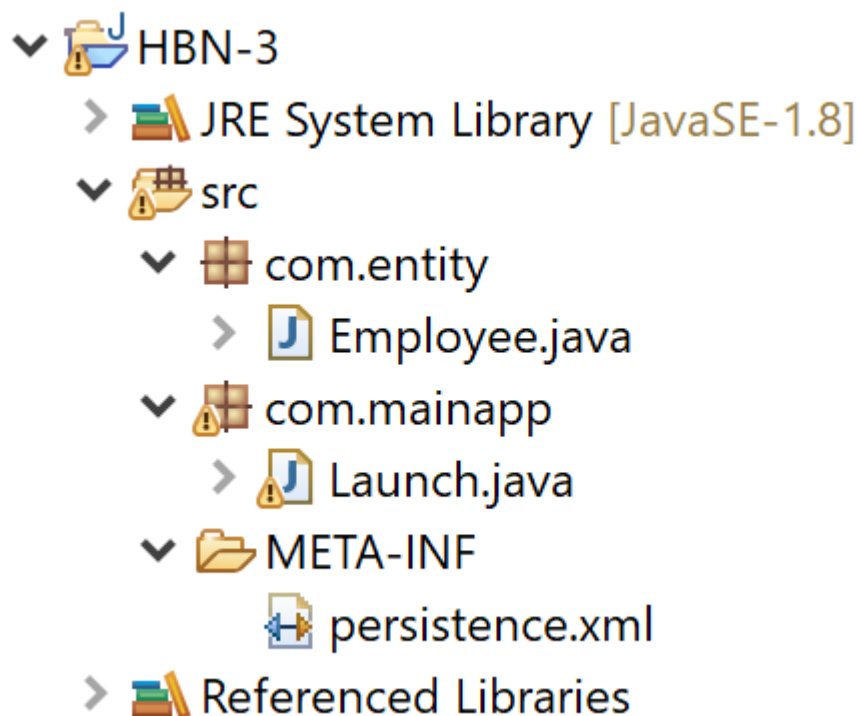 HBN-3
JRE System Library [JavaSE-1.8]
src
com.entity
Employee.java
com.mainapp
Launch.java
META-INF
persistence.xml
Referenced Libraries